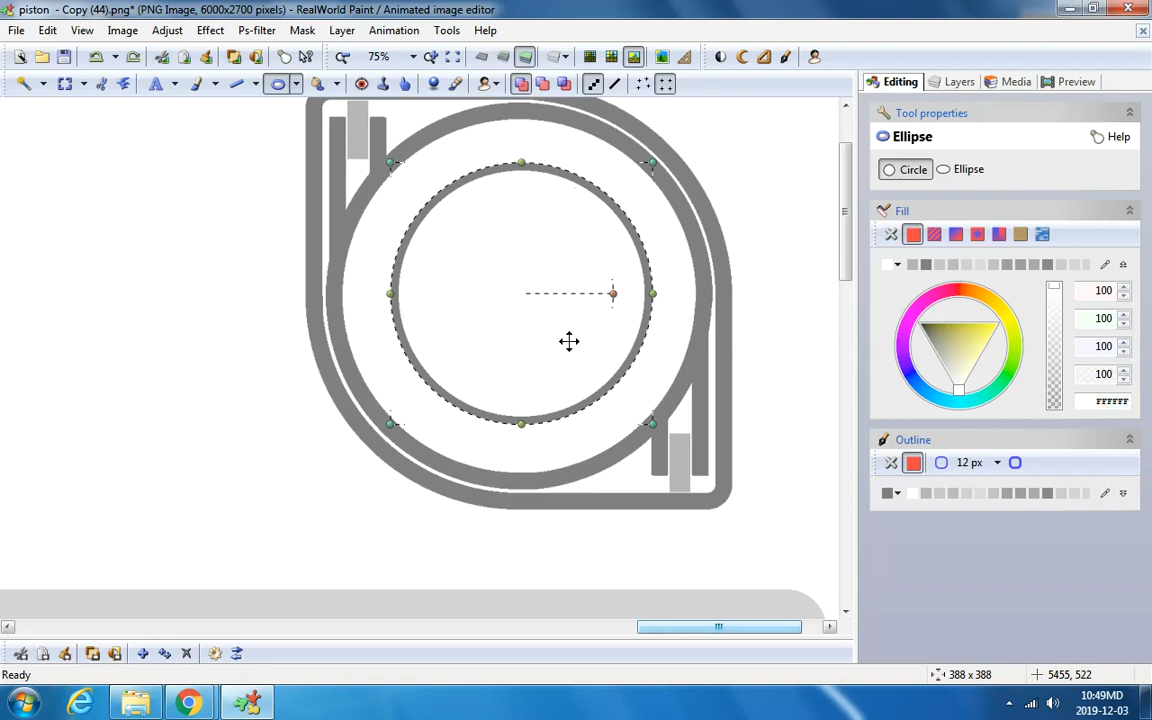 piston - Copy (44).png* (PNG Image, 6000x2700 pixels) - RealWorld Paint / Animated image editor
File Edit View Image Adjust Effect Ps-filter Mask Layer Animation Tools Help
75%
Editing Layers Media Preview
Tool properties
Ellipse Help
Circle Ellipse
Fill
100
100
100
100
FFFFFF
Outline
12 px
Ready 388 x 388 5455, 522
10:49MD
2019-12-03